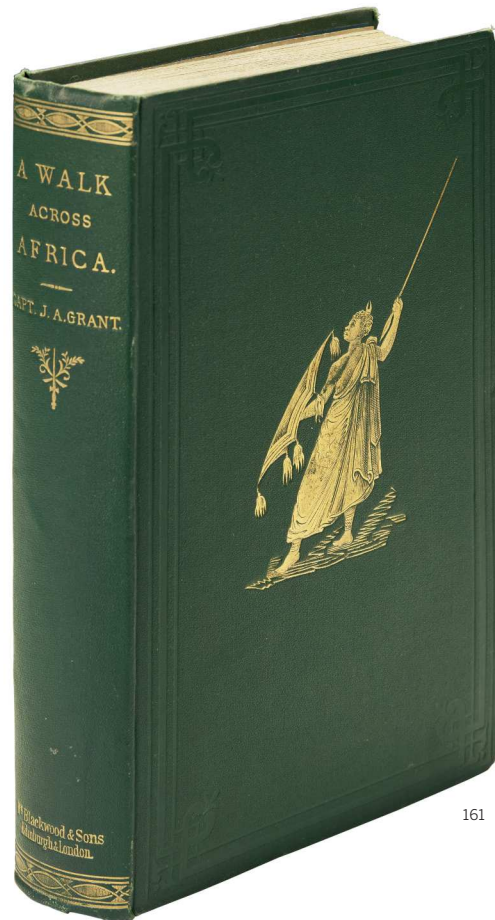 A WALK
ACROSS
AFRICA.
CAPT. J. A. GRANT.
W. Blackwood & Sons
Edinburgh & London.
161